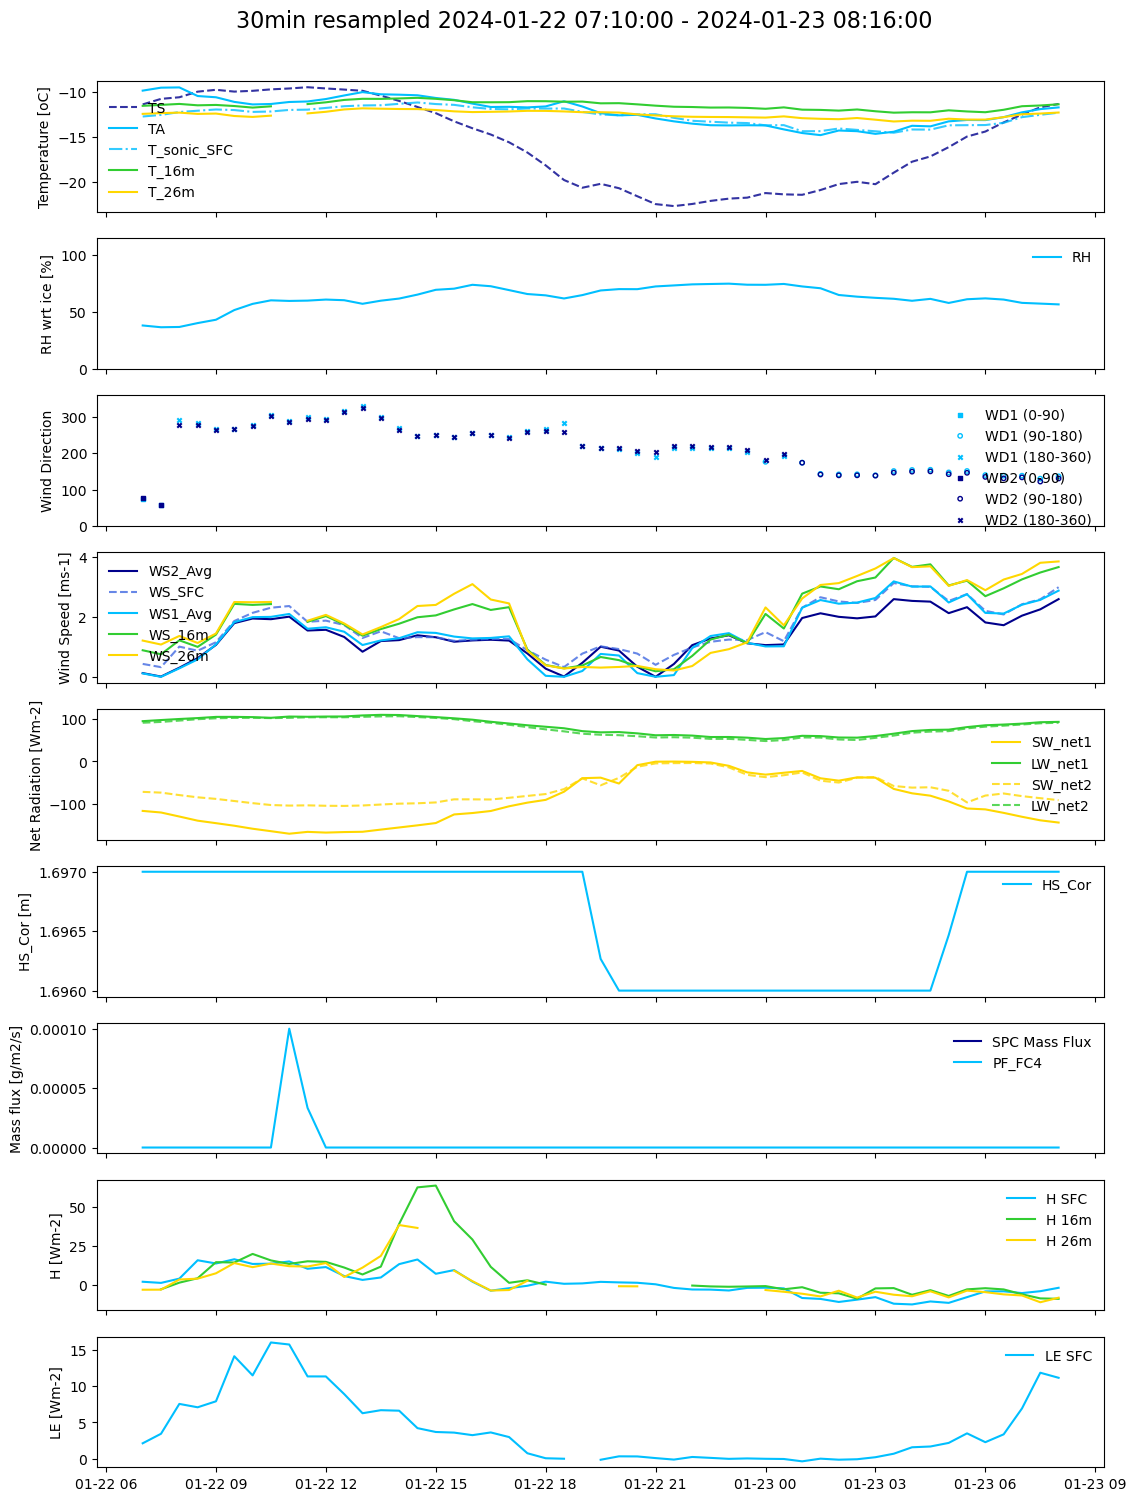 30min resampled 2024-01-22 07:10:00 - 2024-01-23 08:16:00
Temperature [oC]
−10
−15
−20
TS
TA
T_sonic_SFC
T_16m
T_26m
RH wrt ice [%]
100
50
0
RH
Wind Direction
300
200
100
0
WD1 (0-90)
WD1 (90-180)
WD1 (180-360)
WD2 (0-90)
WD2 (90-180)
WD2 (180-360)
Wind Speed [ms-1]
4
2
0
WS2_Avg
WS_SFC
WS1_Avg
WS_16m
WS_26m
Net Radiation [Wm-2]
100
0
−100
SW_net1
LW_net1
SW_net2
LW_net2
HS_Cor [m]
1.6970
1.6965
1.6960
HS_Cor
Mass flux [g/m2/s]
0.00010
0.00005
0.00000
SPC Mass Flux
PF_FC4
H [Wm-2]
50
25
0
H SFC
H 16m
H 26m
LE [Wm-2]
15
10
5
0
LE SFC
01-22 06
01-22 09
01-22 12
01-22 15
01-22 18
01-22 21
01-23 00
01-23 03
01-23 06
01-23 09